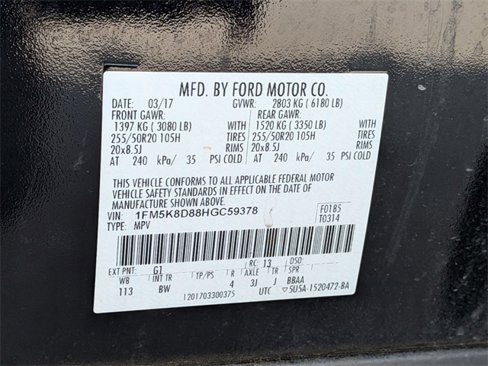 MFD. BY FORD MOTOR CO.
DATE: 03/17 GVWR: 2803 KG ( 6180 LB)
FRONT GAWR: REAR GAWR:
1397 KG ( 3080 LB) WITH 1520 KG ( 3350 LB) WITH
255/50R20 105H TIRES 255/50R20 105H TIRES
20x8.5J RIMS 20x8.5J RIMS
AT 240 kPa/ 35 PSI COLD AT 240 kPa/ 35 PSI COLD
THIS VEHICLE CONFORMS TO ALL APPLICABLE FEDERAL MOTOR
VEHICLE SAFETY STANDARDS IN EFFECT ON THE DATE OF
MANUFACTURE SHOWN ABOVE.
VIN: 1FM5K8D88HGC59378 F0185
TYPE: MPV T0314
EXT PNT: G1 RC: 13 DSO:
WB INT TR TP/PS R AXLE TR SPR
113 BW 4 3J J BBAA
1201703300375 UTC ▽5U5A-1520472-BA